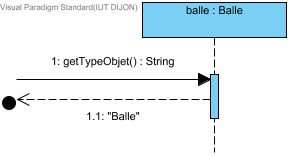 Visual Paradigm Standard(IUT DIJON)
balle : Balle
1: getTypeObjet() : String
1.1: "Balle"